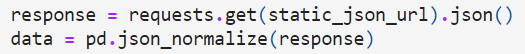 response = requests.get(static_json_url).json()
data = pd.json_normalize(response)